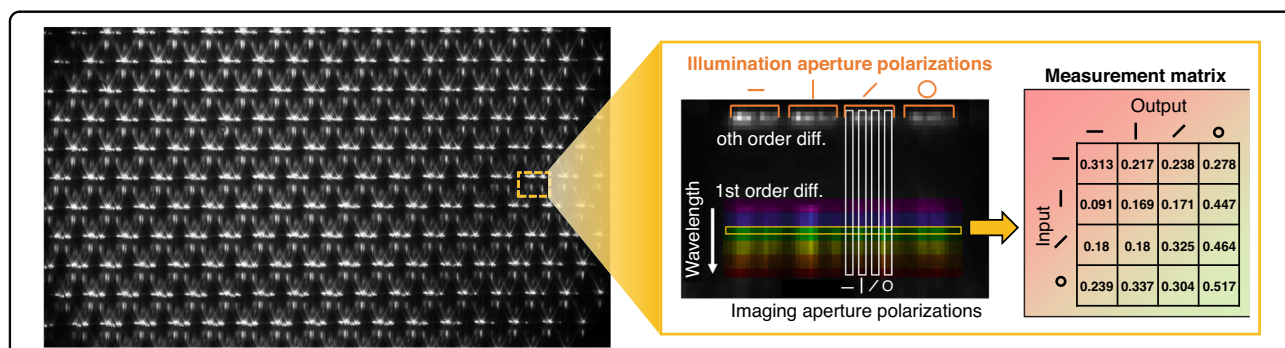 Illumination aperture polarizations
oth order diff.
1st order diff.
Wavelength
Imaging aperture polarizations
Measurement matrix
Output
Input
0.313 0.217 0.238 0.278
0.091 0.169 0.171 0.447
0.18 0.18 0.325 0.464
0.239 0.337 0.304 0.517